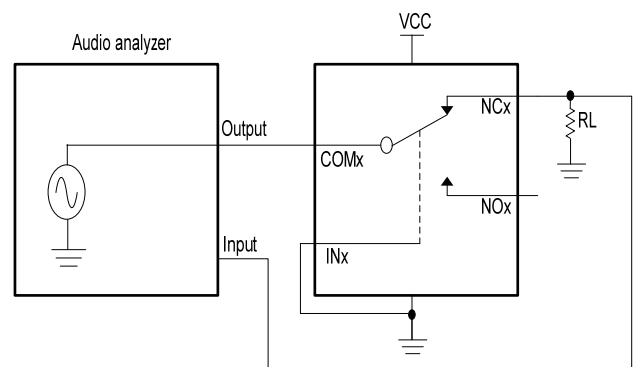 VCC
Audio analyzer
NCx
RL
Output
COMx
NOx
Input
INx